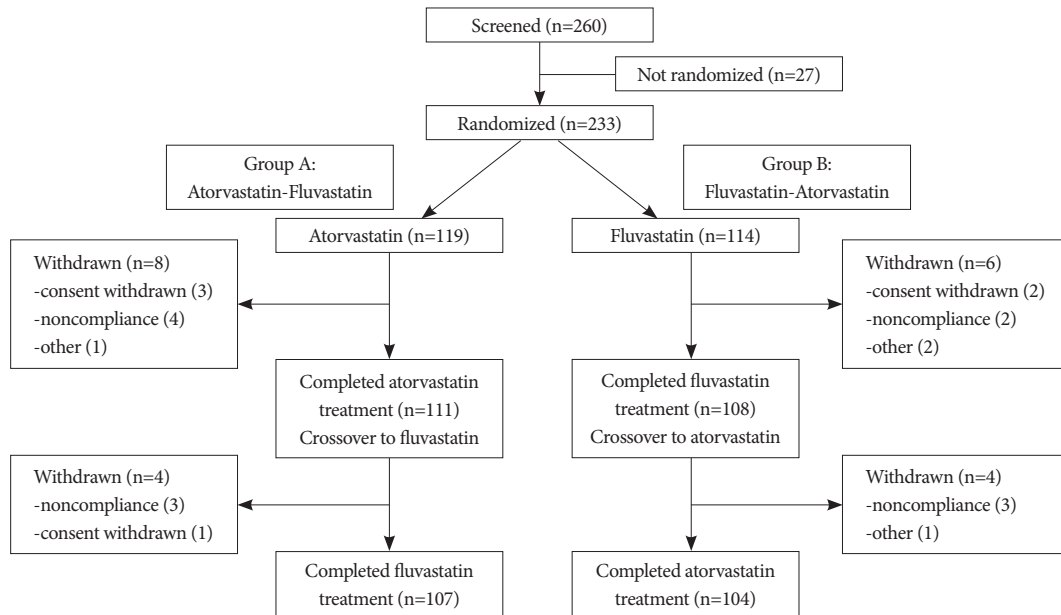 Screened (n=260)
Not randomized (n=27)
Randomized (n=233)
Group A:
Atorvastatin-Fluvastatin
Group B:
Fluvastatin-Atorvastatin
Atorvastatin (n=119)
Fluvastatin (n=114)
Withdrawn (n=8)
-consent withdrawn (3)
-noncompliance (4)
-other (1)
Withdrawn (n=6)
-consent withdrawn (2)
-noncompliance (2)
-other (2)
Completed atorvastatin
treatment (n=111)
Crossover to fluvastatin
Completed fluvastatin
treatment (n=108)
Crossover to atorvastatin
Withdrawn (n=4)
-noncompliance (3)
-consent withdrawn (1)
Withdrawn (n=4)
-noncompliance (3)
-other (1)
Completed fluvastatin
treatment (n=107)
Completed atorvastatin
treatment (n=104)